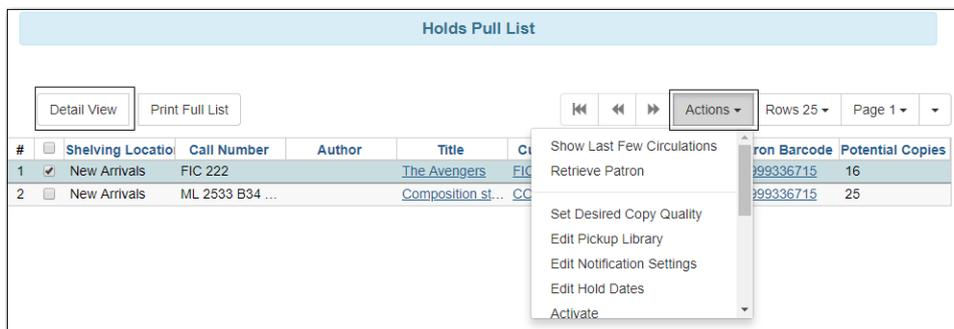 Holds Pull List
Detail View Print Full List Actions Rows 25 Page 1
# Shelving Locatio Call Number Author Title Cu ron Barcode Potential Copies
1 New Arrivals FIC 222 The Avengers FIC 999336715 16
2 New Arrivals ML 2533 B34 ... Composition st... CC 999336715 25
Show Last Few Circulations
Retrieve Patron
Set Desired Copy Quality
Edit Pickup Library
Edit Notification Settings
Edit Hold Dates
Activate